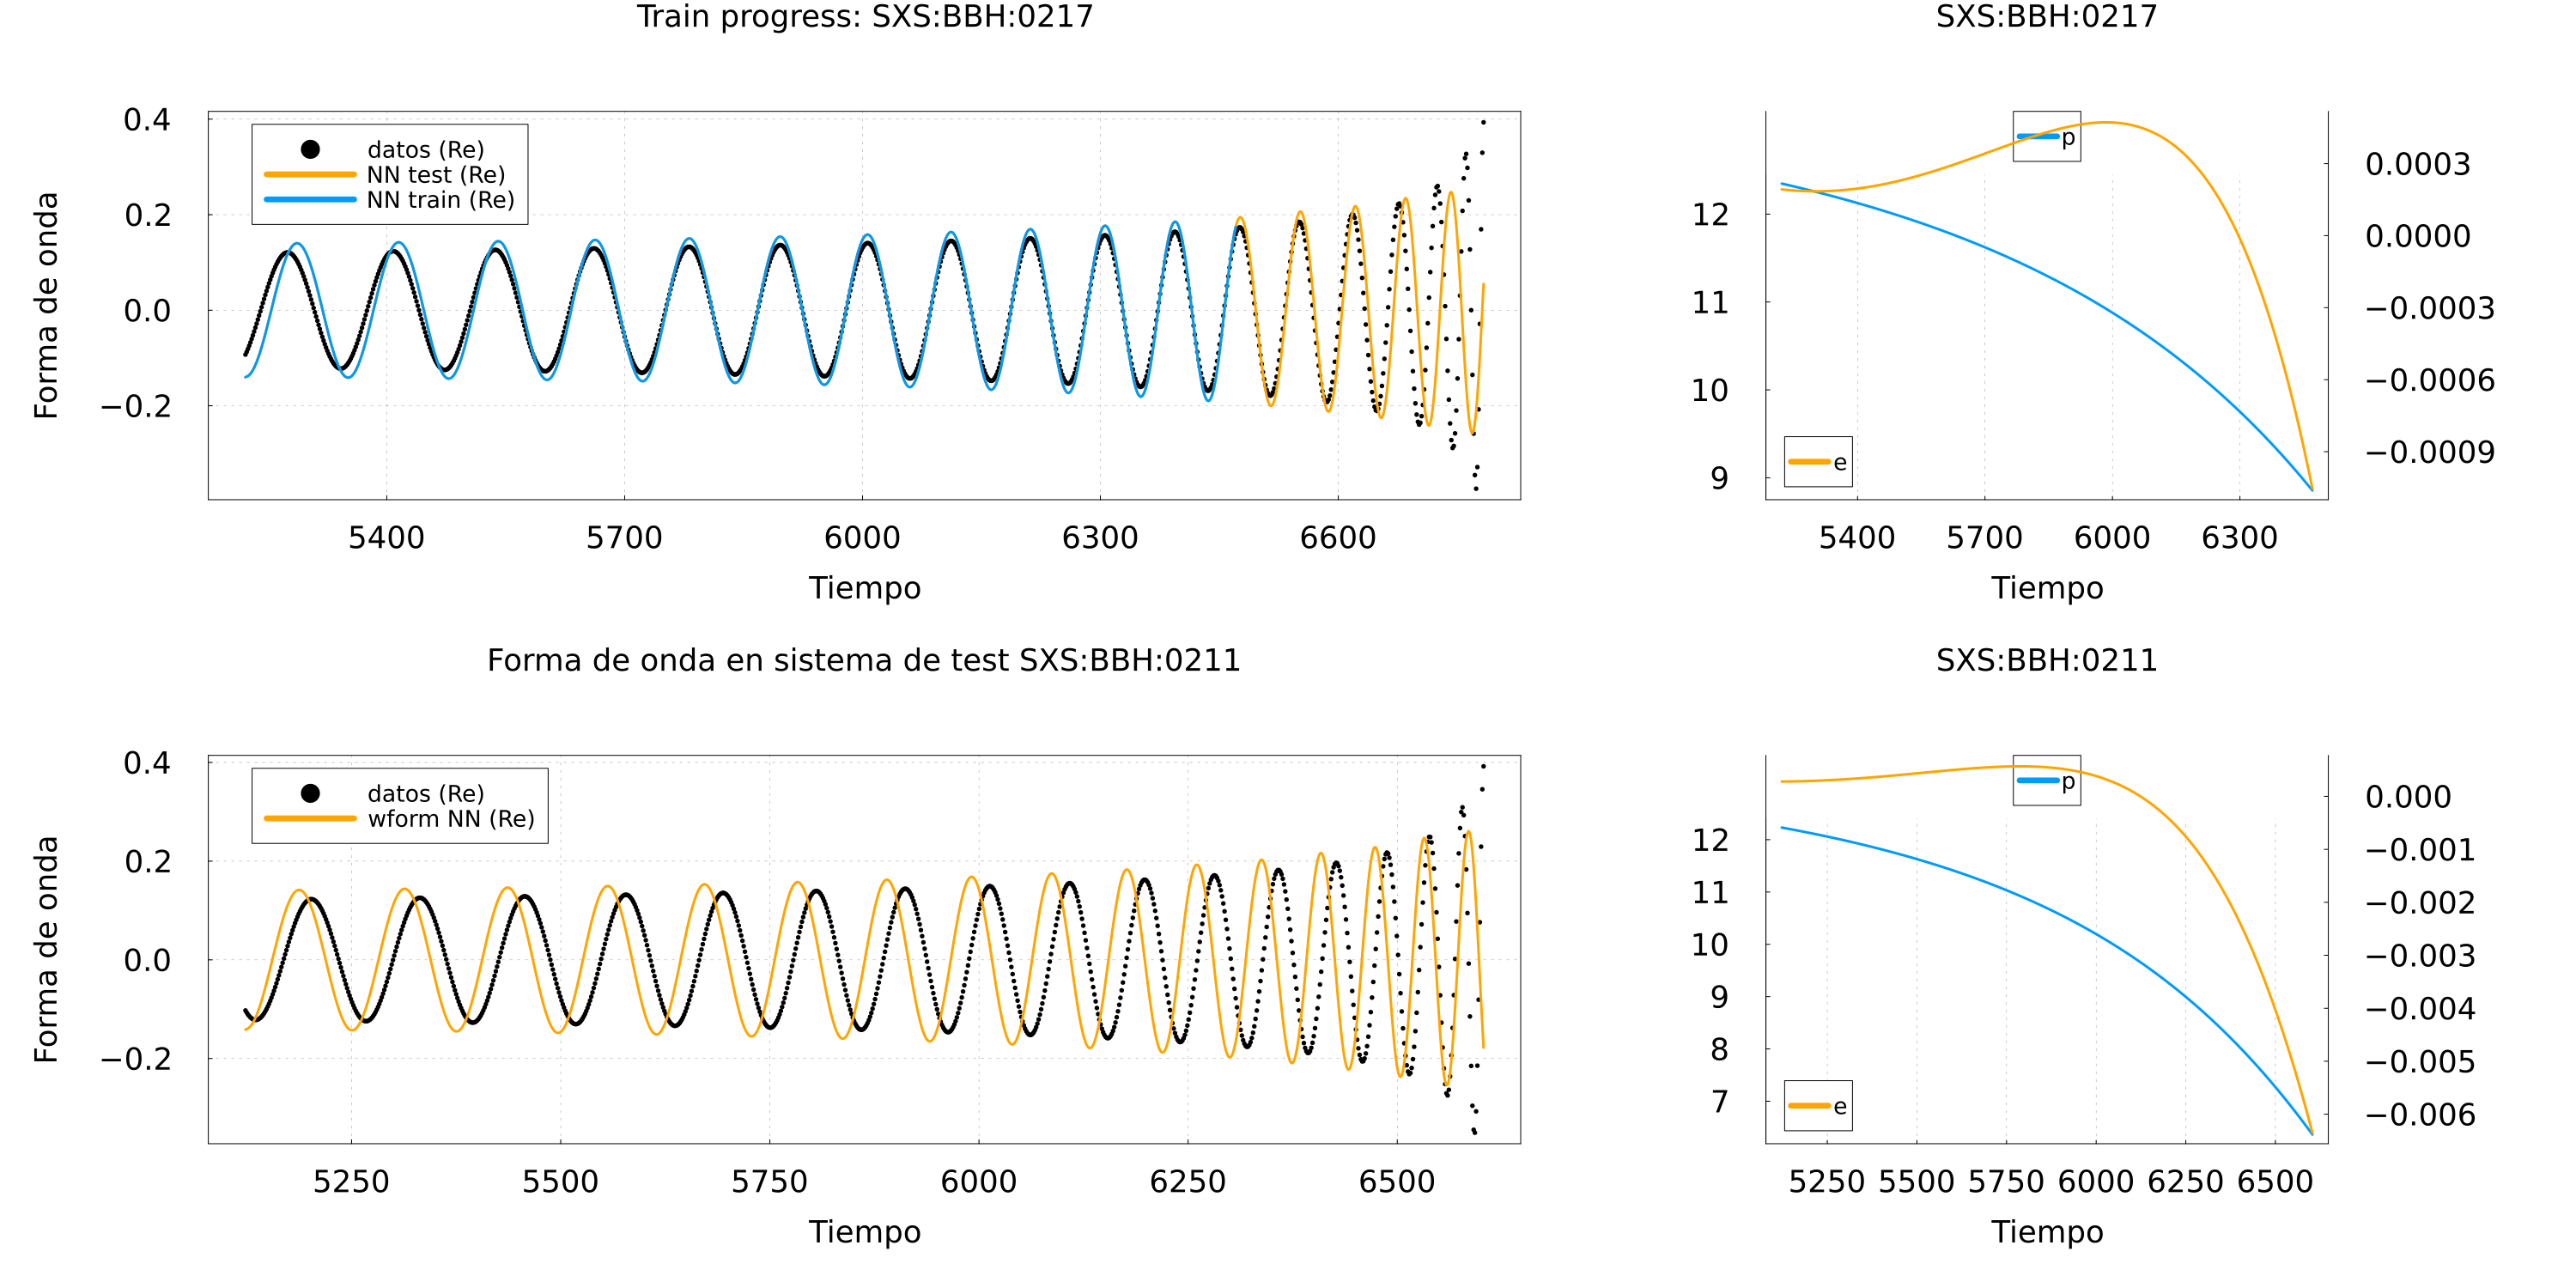 Train progress: SXS:BBH:0217
0.4
0.2
0.0
−0.2
Forma de onda
datos (Re)
NN test (Re)
NN train (Re)
5400 5700 6000 6300 6600
Tiempo
SXS:BBH:0217
12
11
10
9
p
e
0.0003
0.0000
−0.0003
−0.0006
−0.0009
5400 5700 6000 6300
Tiempo
Forma de onda en sistema de test SXS:BBH:0211
0.4
0.2
0.0
−0.2
Forma de onda
datos (Re)
wform NN (Re)
5250 5500 5750 6000 6250 6500
Tiempo
SXS:BBH:0211
12
11
10
9
8
7
p
e
0.000
−0.001
−0.002
−0.003
−0.004
−0.005
−0.006
5250 5500 5750 6000 6250 6500
Tiempo